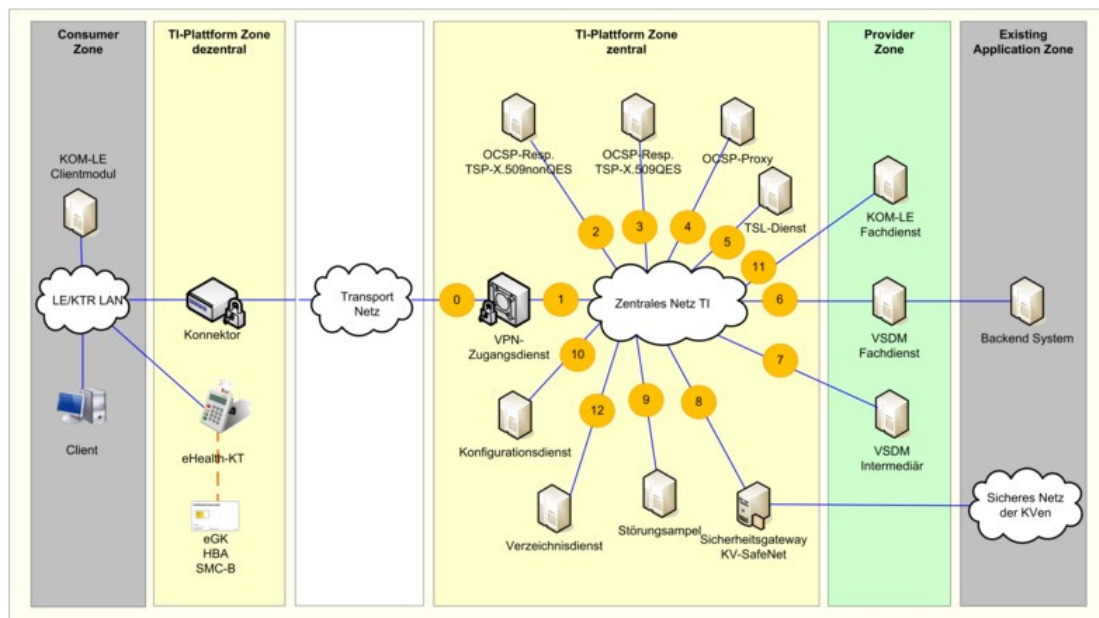 Consumer
Zone
TI-Plattform Zone
dezentral
TI-Plattform Zone
zentral
Provider
Zone
Existing
Application Zone
KOM-LE
Clientmodul
LE/KTR LAN
Client
Konnektor
eHealth-KT
eGK
HBA
SMC-B
Transport
Netz
0
VPN-
Zugangsdienst
1
OCSP-Resp.
TSP-X.509nonQES
2
OCSP-Resp.
TSP-X.509QES
3
OCSP-Proxy
4
TSL-Dienst
5
11
6
Zentrales Netz TI
7
10
Konfigurationsdienst
12
Verzeichnisdienst
9
Störungsampel
8
Sicherheitsgateway
KV-SafeNet
KOM-LE
Fachdienst
VSDM
Fachdienst
VSDM
Intermediär
Backend System
Sicheres Netz
der KVen